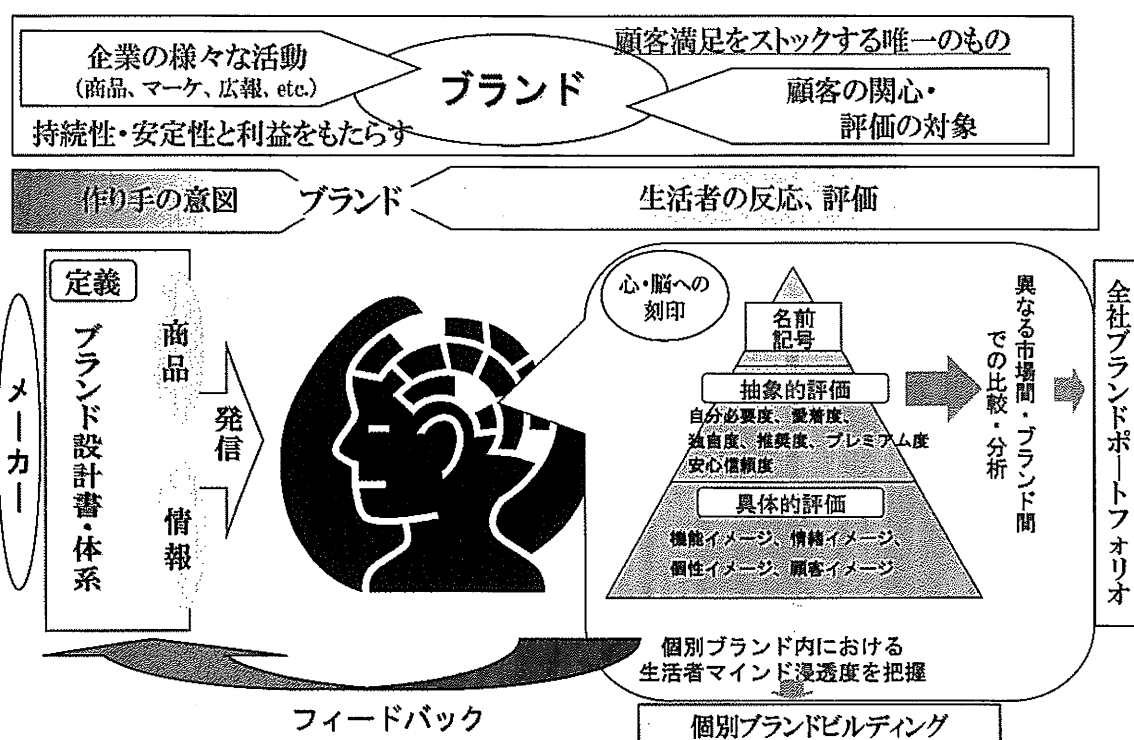 企業の様々な活動
(商品、マーケ、広報, etc.)
ブランド
顧客満足をストックする唯一のもの
顧客の関心・
評価の対象
持続性・安定性と利益をもたらす
作り手の意図
ブランド
生活者の反応、評価
メーカー
定義
ブランド設計書・体系
商品
情報
発信
心・脳への
刻印
名前
記号
抽象的評価
自分必要度、愛着度、
独自度、推奨度、プレミアム度
安心信頼度
具体的評価
機能イメージ、情緒イメージ、
個性イメージ、顧客イメージ
異なる市場間・ブランド間
での比較・分析
全社ブランドポートフォリオ
個別ブランド内における
生活者マインド浸透度を把握
フィードバック
個別ブランドビルディング